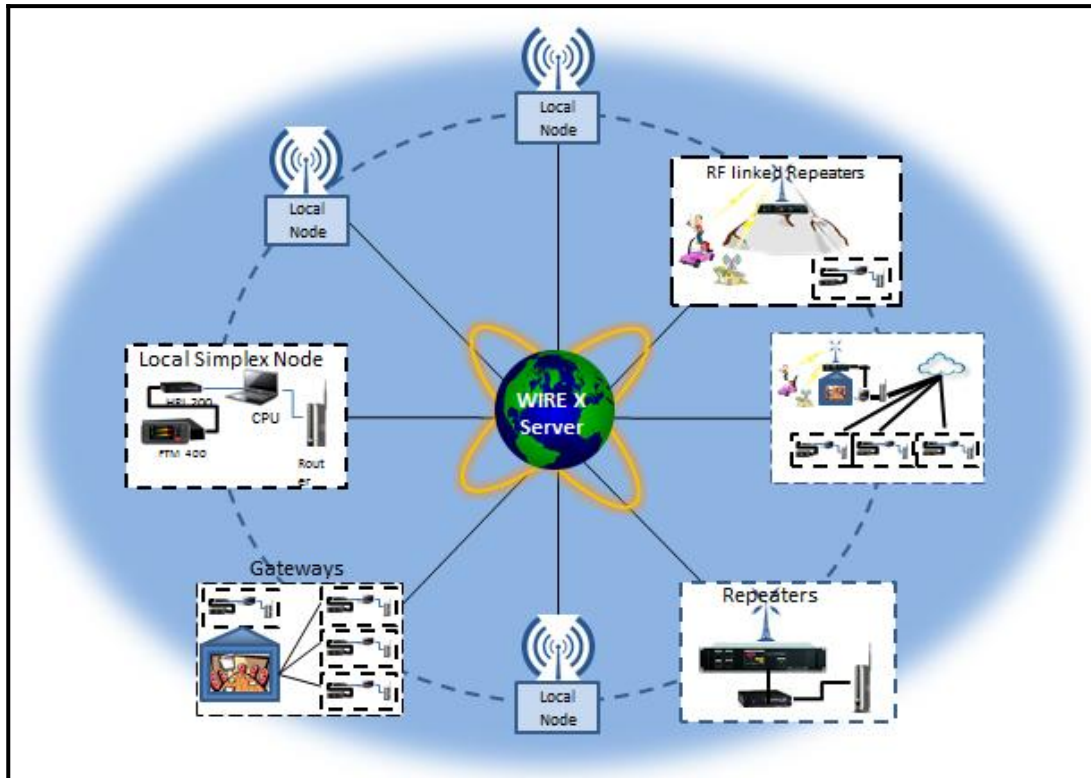 Local
Node
Local
Node
RF linked Repeaters
Local Simplex Node
HRI-200
CPU
FTM 400
Rout
er
WIRE X
Server
Gateways
Repeaters
Local
Node